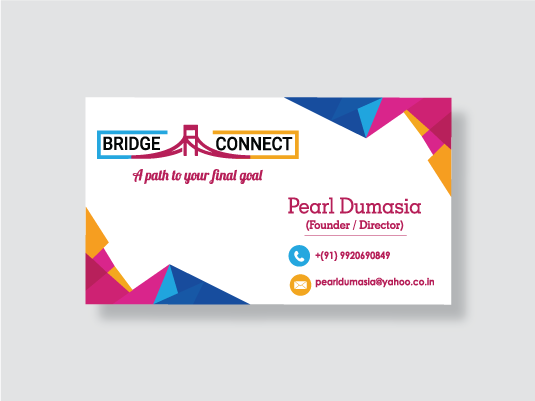 BRIDGE CONNECT
A path to your final goal
Pearl Dumasia
(Founder / Director)
+(91) 9920690849
pearldumasia@yahoo.co.in